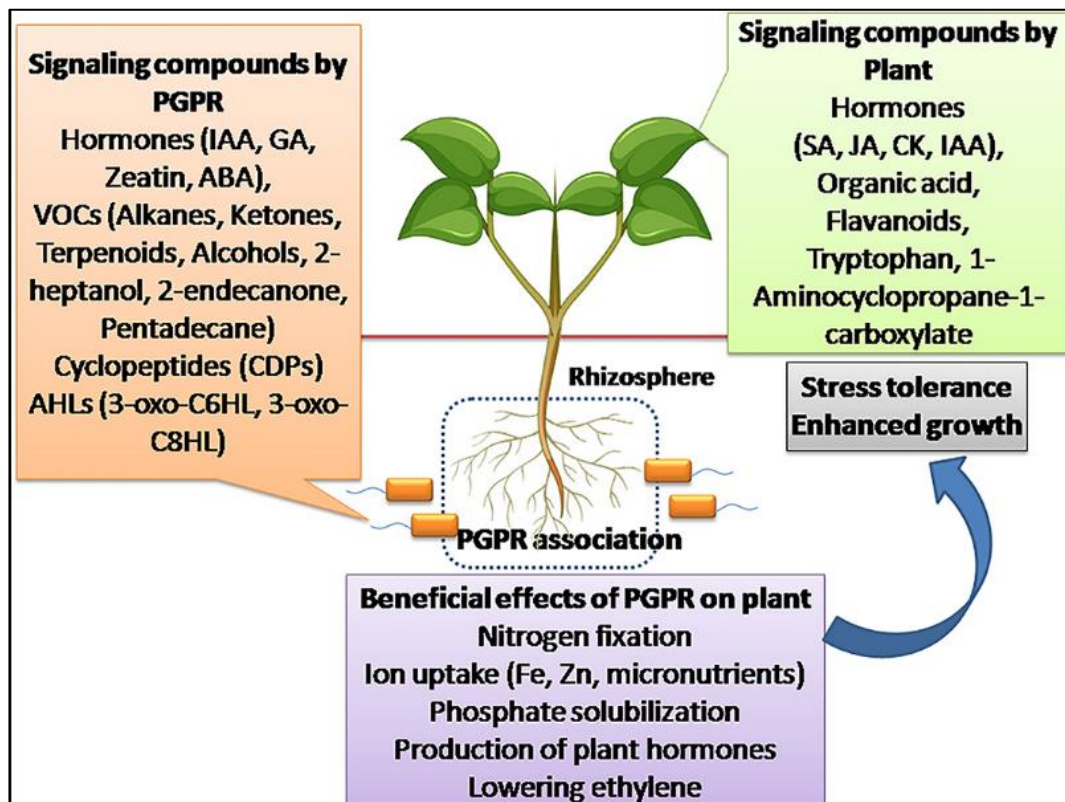 Signaling compounds by
PGPR
Hormones (IAA, GA,
Zeatin, ABA),
VOCs (Alkanes, Ketones,
Terpenoids, Alcohols, 2-
heptanol, 2-endecanone,
Pentadecane)
Cyclopeptides (CDPs)
AHLs (3-oxo-C6HL, 3-oxo-
C8HL)
Signaling compounds by
Plant
Hormones
(SA, JA, CK, IAA),
Organic acid,
Flavanoids,
Tryptophan, 1-
Aminocyclopropane-1-
carboxylate
Rhizosphere
Stress tolerance
Enhanced growth
PGPR association
Beneficial effects of PGPR on plant
Nitrogen fixation
Ion uptake (Fe, Zn, micronutrients)
Phosphate solubilization
Production of plant hormones
Lowering ethylene